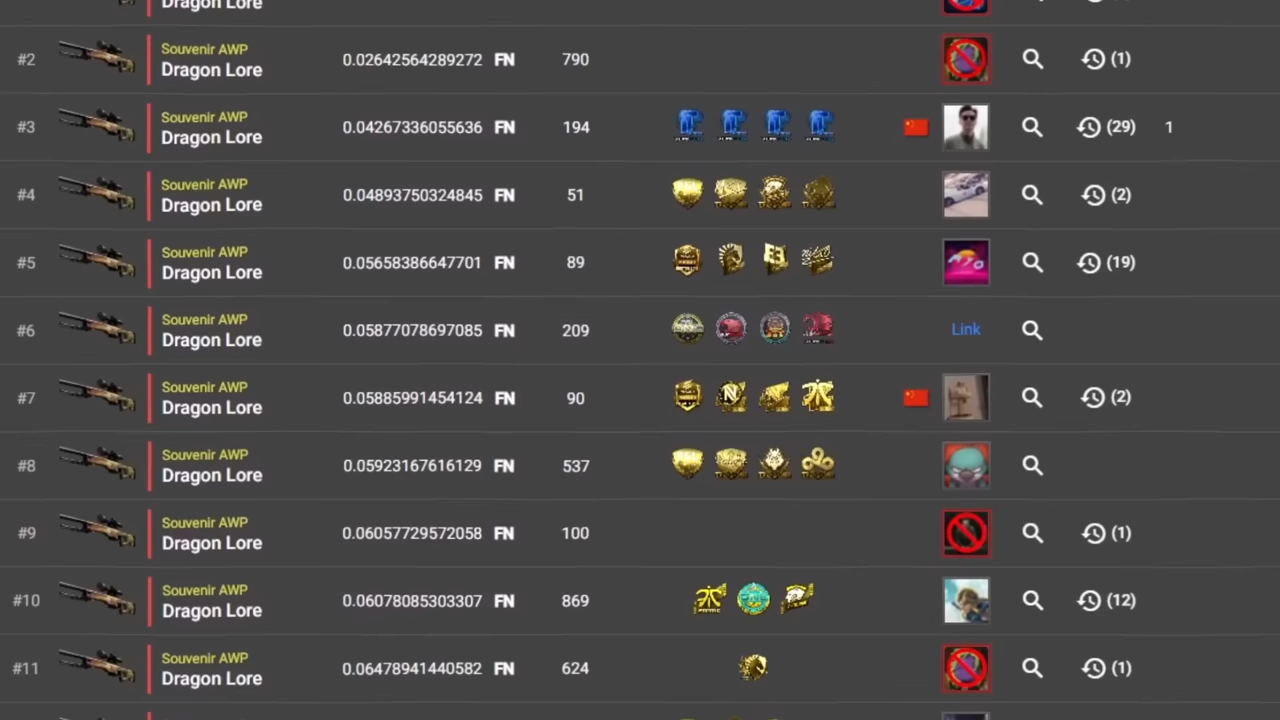 Dragon Lore
#2 Souvenir AWP 0.02642564289272 FN 790 (1)
Dragon Lore
#3 Souvenir AWP 0.04267336055636 FN 194 (29) 1
Dragon Lore
#4 Souvenir AWP 0.04893750324845 FN 51 (2)
Dragon Lore
#5 Souvenir AWP 0.05658386647701 FN 89 (19)
Dragon Lore
#6 Souvenir AWP 0.05877078697085 FN 209 Link
Dragon Lore
#7 Souvenir AWP 0.05885991454124 FN 90 (2)
Dragon Lore
#8 Souvenir AWP 0.05923167616129 FN 537
Dragon Lore
#9 Souvenir AWP 0.06057729572058 FN 100 (1)
Dragon Lore
#10 Souvenir AWP 0.06078085303307 FN 869 (12)
Dragon Lore
#11 Souvenir AWP 0.06478941440582 FN 624 (1)
Dragon Lore